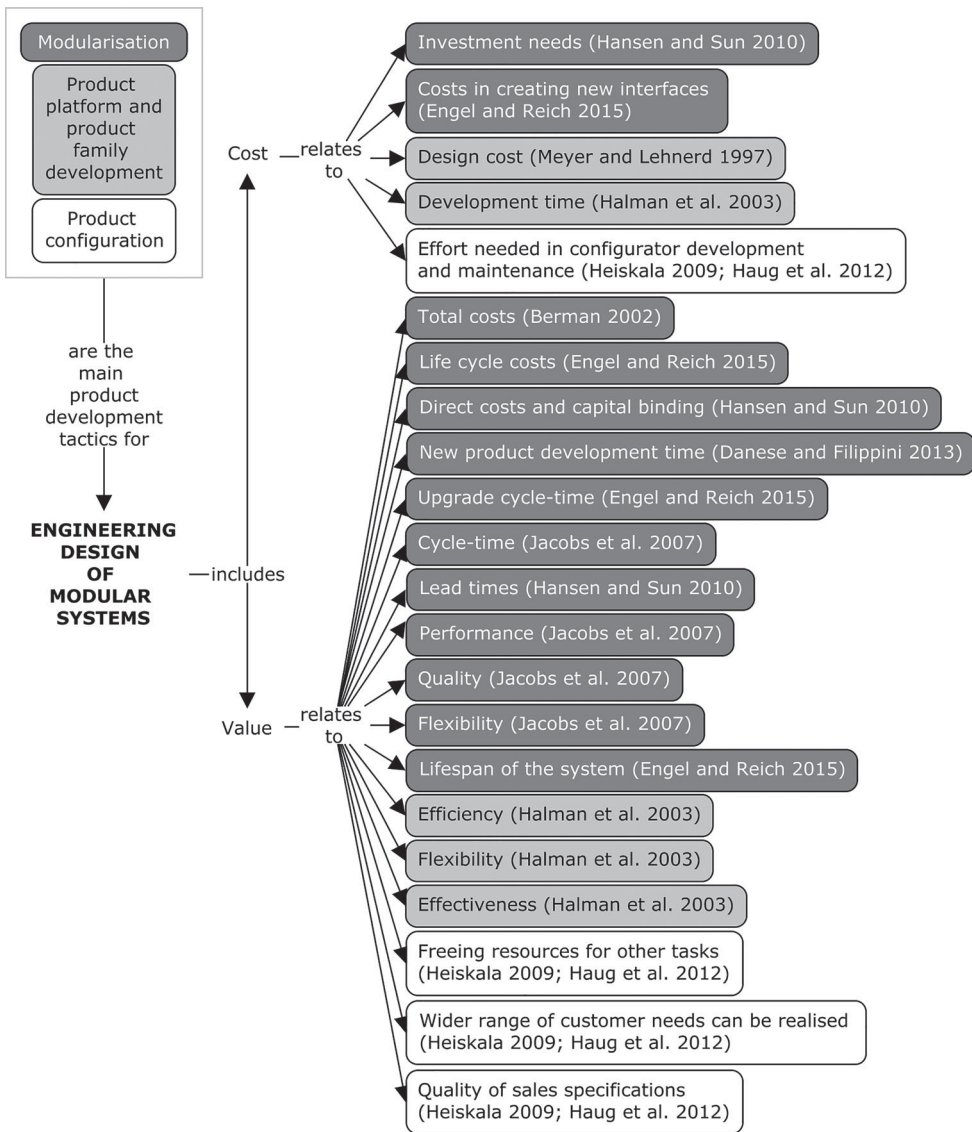 Modularisation
Product
platform and
product
family
development
Product
configuration
are the
main
product
development
tactics for
ENGINEERING
DESIGN
OF
MODULAR
SYSTEMS
includes
Cost
relates
to
Investment needs (Hansen and Sun 2010)
Costs in creating new interfaces
(Engel and Reich 2015)
Design cost (Meyer and Lehnerd 1997)
Development time (Halman et al. 2003)
Effort needed in configurator development
and maintenance (Heiskala 2009; Haug et al. 2012)
Value
relates
to
Total costs (Berman 2002)
Life cycle costs (Engel and Reich 2015)
Direct costs and capital binding (Hansen and Sun 2010)
New product development time (Danese and Filippini 2013)
Upgrade cycle-time (Engel and Reich 2015)
Cycle-time (Jacobs et al. 2007)
Lead times (Hansen and Sun 2010)
Performance (Jacobs et al. 2007)
Quality (Jacobs et al. 2007)
Flexibility (Jacobs et al. 2007)
Lifespan of the system (Engel and Reich 2015)
Efficiency (Halman et al. 2003)
Flexibility (Halman et al. 2003)
Effectiveness (Halman et al. 2003)
Freeing resources for other tasks
(Heiskala 2009; Haug et al. 2012)
Wider range of customer needs can be realised
(Heiskala 2009; Haug et al. 2012)
Quality of sales specifications
(Heiskala 2009; Haug et al. 2012)